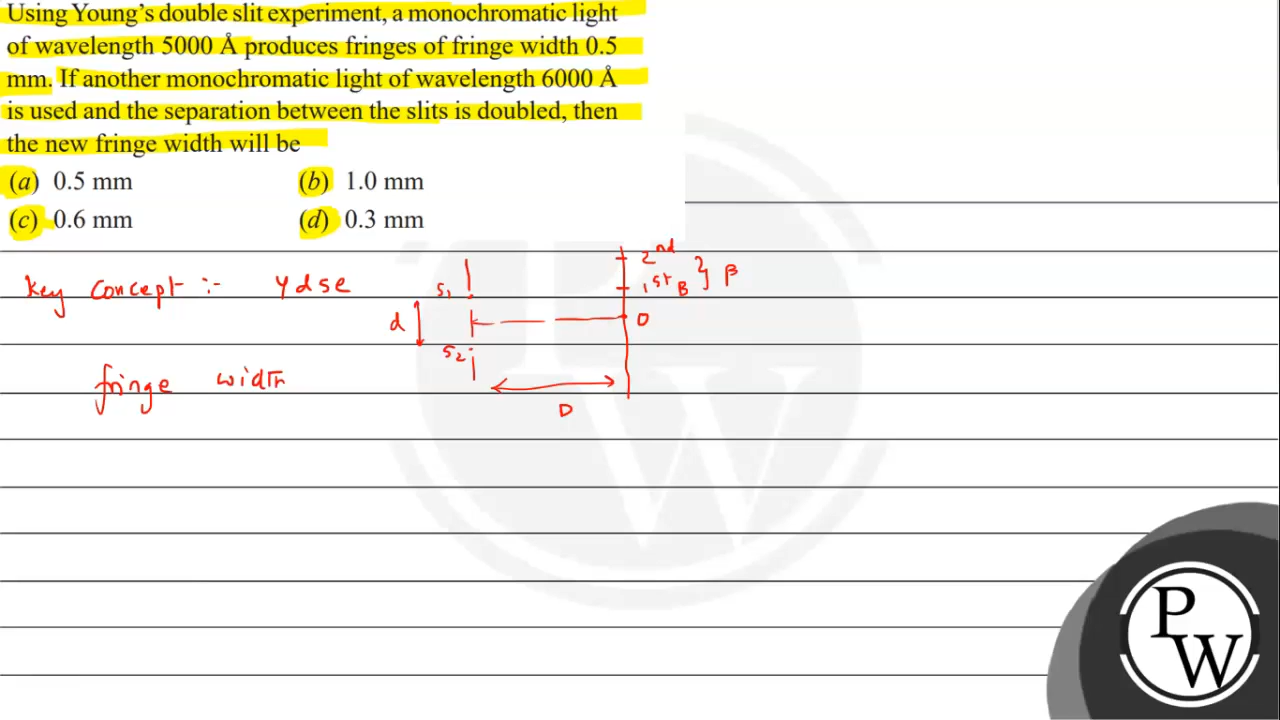 Using Young’s double slit experiment, a monochromatic light
of wavelength 5000 Å produces fringes of fringe width 0.5
mm. If another monochromatic light of wavelength 6000 Å
is used and the separation between the slits is doubled, then
the new fringe width will be
(a) 0.5 mm (b) 1.0 mm
(c) 0.6 mm (d) 0.3 mm
Key concept :- Ydse
S1
d
S2
D
2nd
1st B
β
O
fringe width
P
W